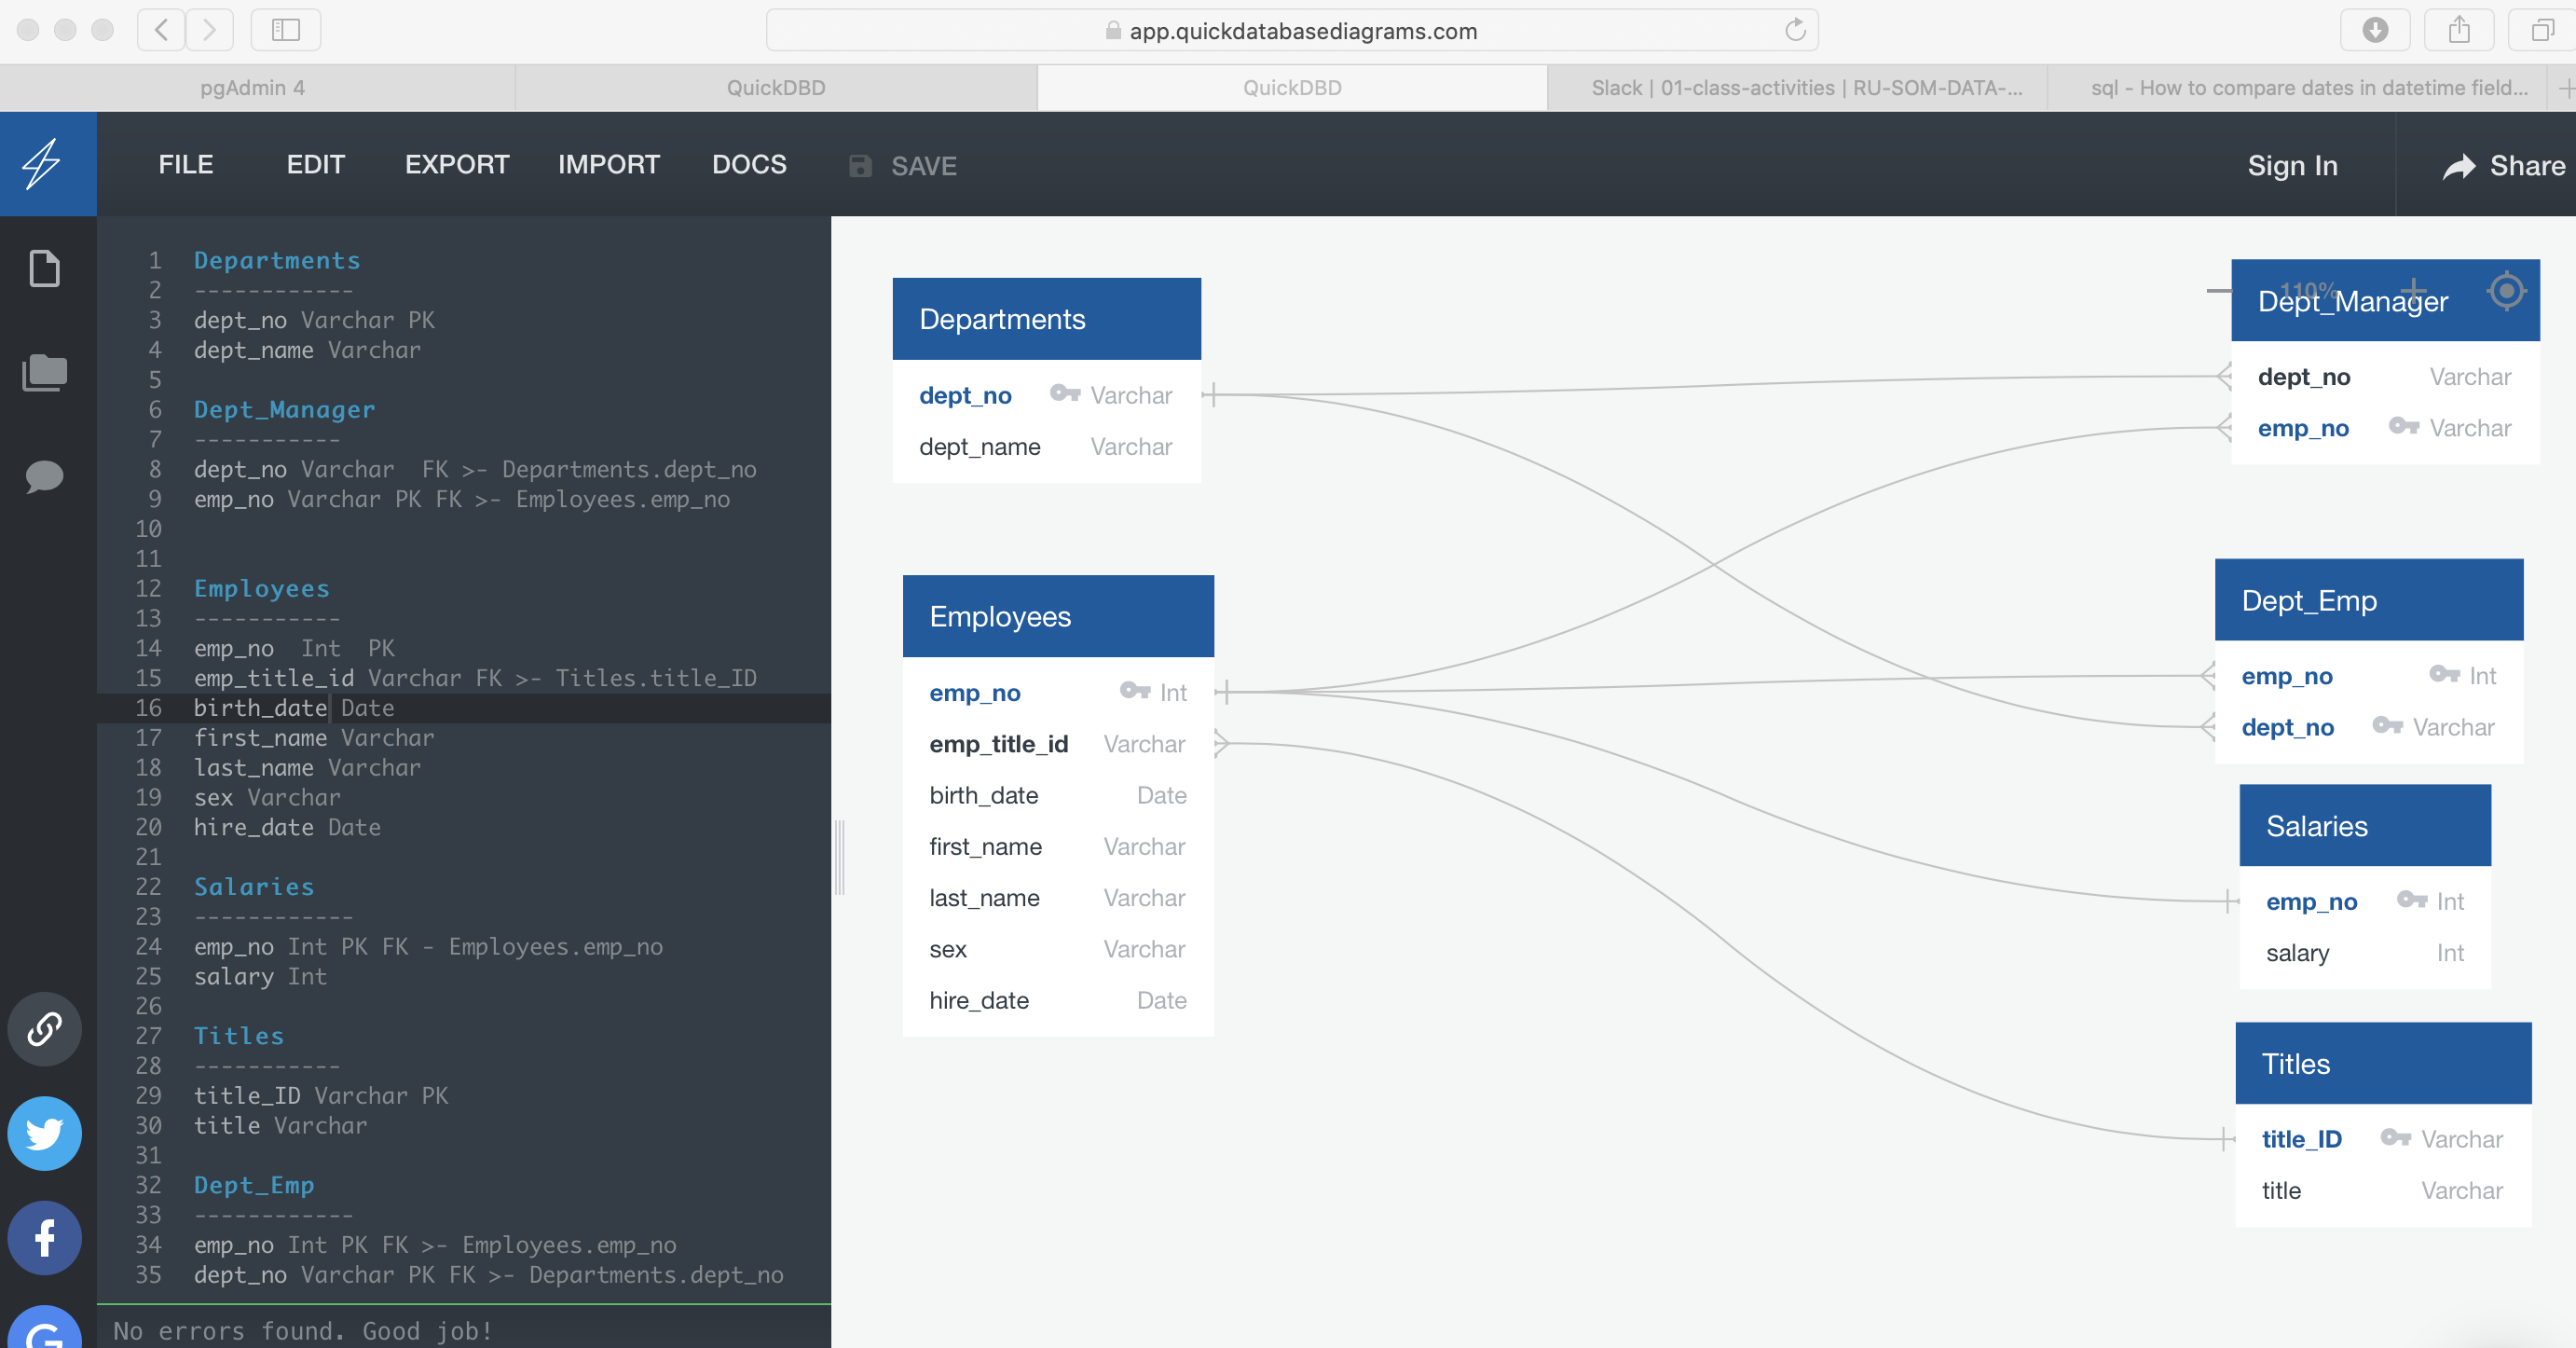 app.quickdatabasediagrams.com
pgAdmin 4
QuickDBD
QuickDBD
Slack | 01-class-activities | RU-SOM-DATA-...
sql - How to compare dates in datetime field...
FILE EDIT EXPORT IMPORT DOCS SAVE Sign In Share
1 Departments
2 ------------
3 dept_no Varchar PK
4 dept_name Varchar
5
6 Dept_Manager
7 -----------
8 dept_no Varchar  FK >- Departments.dept_no
9 emp_no Varchar PK FK >- Employees.emp_no
10
11
12 Employees
13 -----------
14 emp_no  Int  PK
15 emp_title_id Varchar FK >- Titles.title_ID
16 birth_date Date
17 first_name Varchar
18 last_name Varchar
19 sex Varchar
20 hire_date Date
21
22 Salaries
23 ------------
24 emp_no Int PK FK - Employees.emp_no
25 salary Int
26
27 Titles
28 -----------
29 title_ID Varchar PK
30 title Varchar
31
32 Dept_Emp
33 ------------
34 emp_no Int PK FK >- Employees.emp_no
35 dept_no Varchar PK FK >- Departments.dept_no
No errors found. Good job!
Departments
dept_no Varchar
dept_name Varchar
Employees
emp_no Int
emp_title_id Varchar
birth_date Date
first_name Varchar
last_name Varchar
sex Varchar
hire_date Date
110%
Dept_Manager
dept_no Varchar
emp_no Varchar
Dept_Emp
emp_no Int
dept_no Varchar
Salaries
emp_no Int
salary Int
Titles
title_ID Varchar
title Varchar